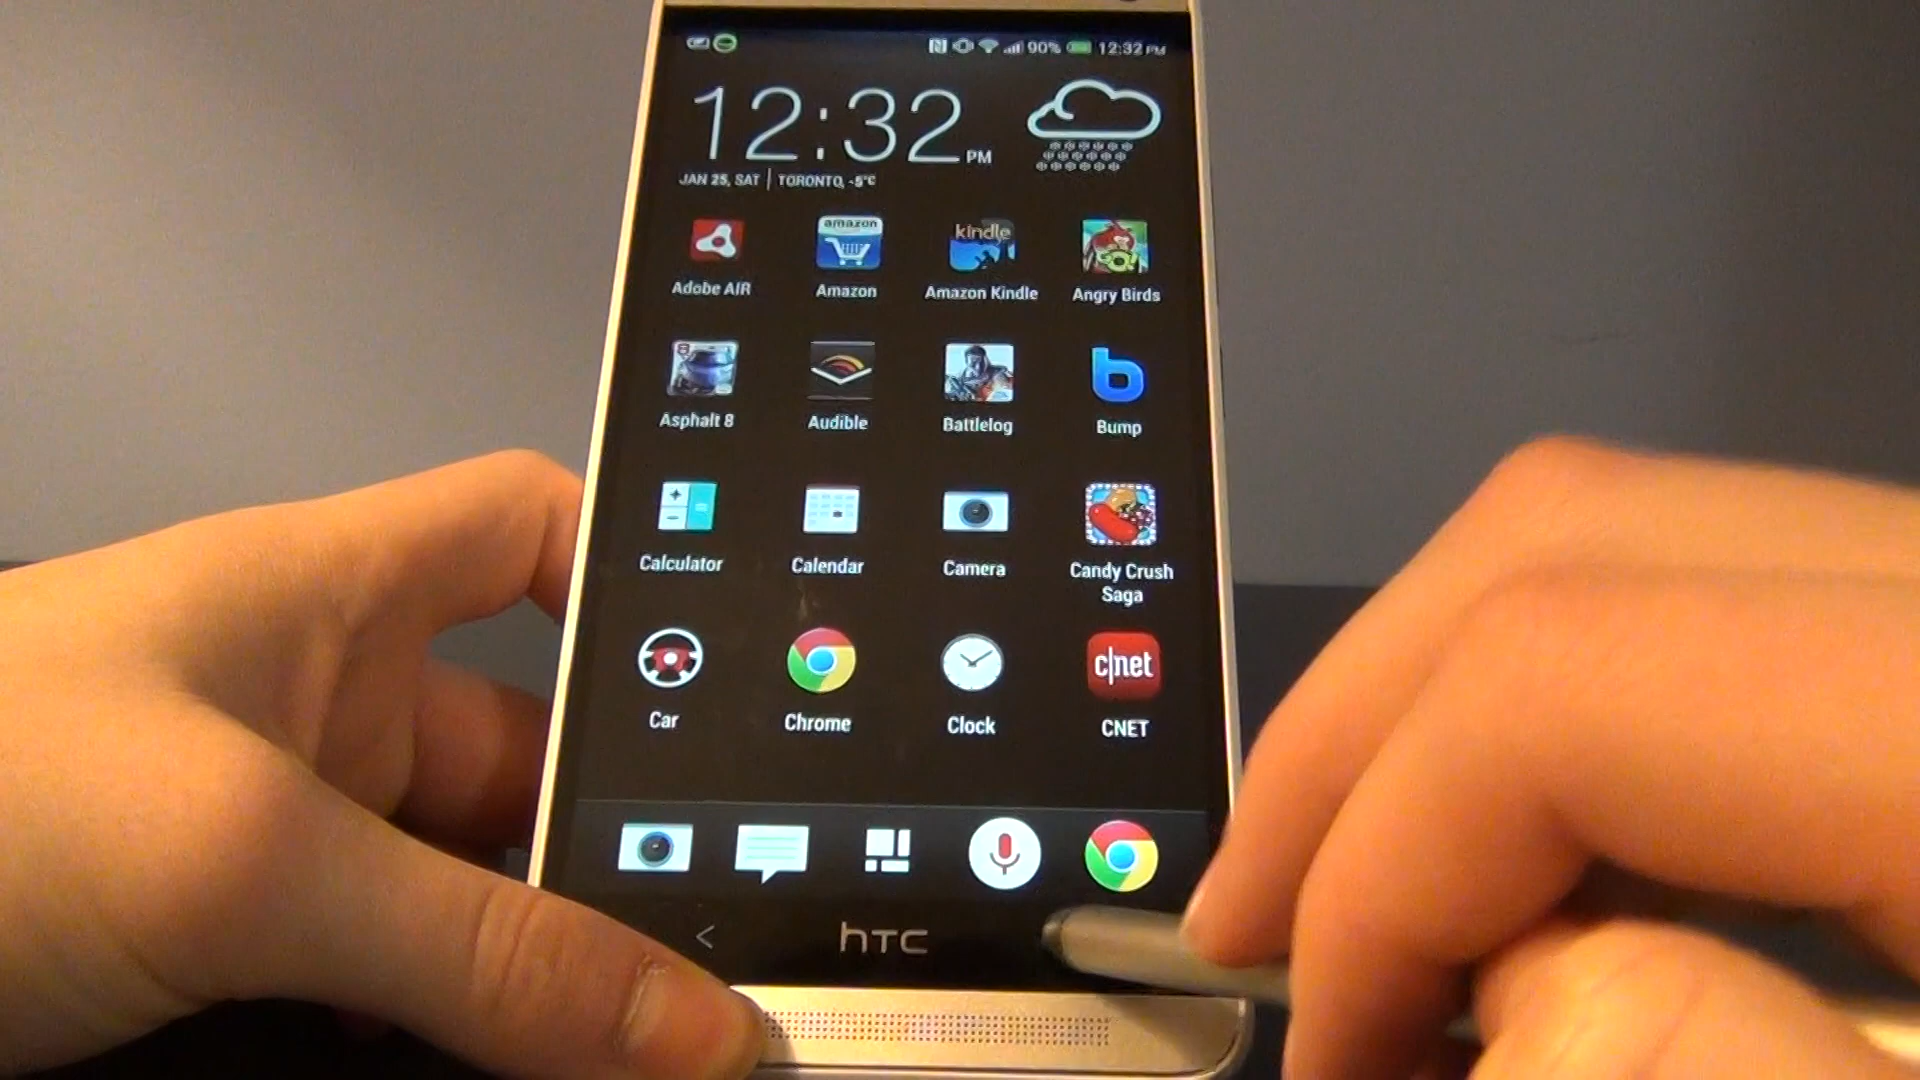 90% 12:32 PM
12:32 PM
JAN 25, SAT | TORONTO, -5°C
amazon
kindle
Adobe AIR Amazon Amazon Kindle Angry Birds
8
b
Asphalt 8 Audible Battlelog Bump
Calculator Calendar Camera Candy Crush
Saga
c|net
Car Chrome Clock CNET
hTC